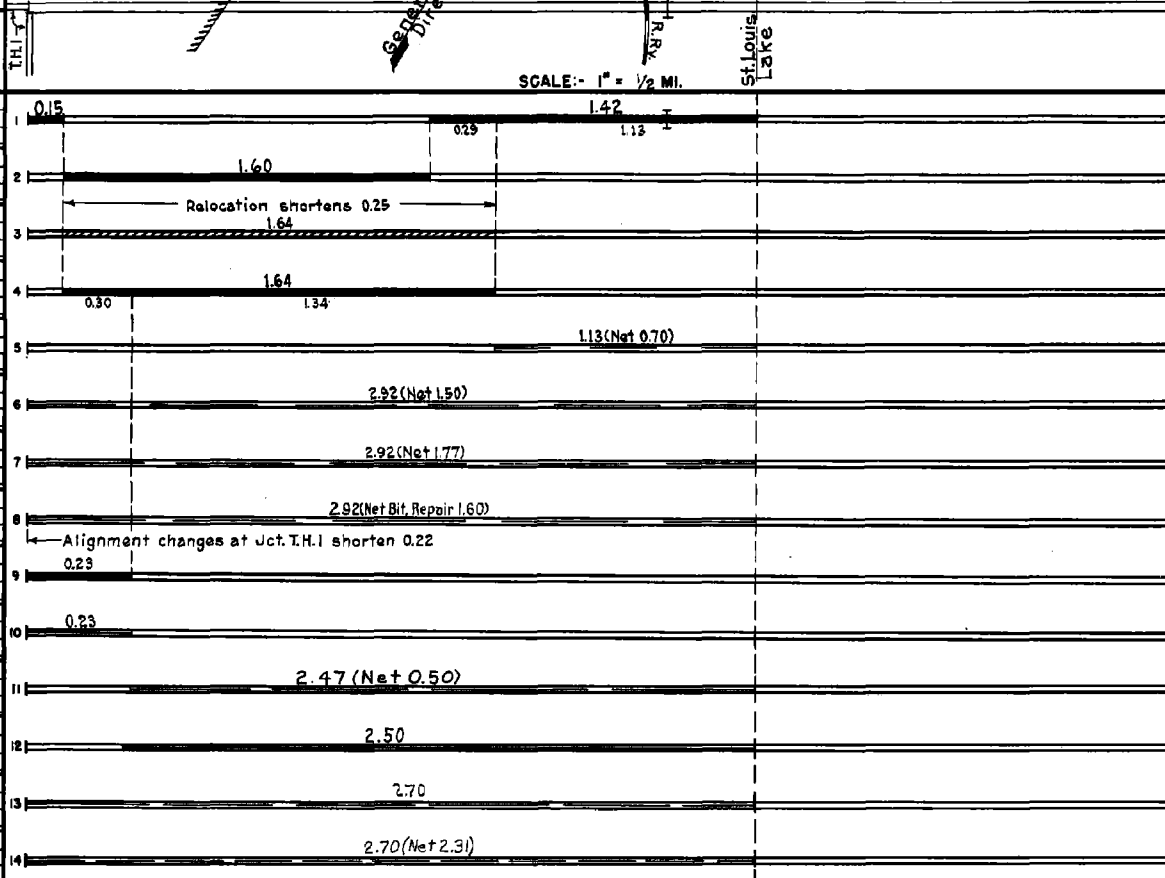 T.H.1
General
Dire
R.Ry.
St. Louis
Lake
SCALE:- 1" = 1/2 MI.
1 0.15 1.42
0.29 1.13
2 1.60
Relocation shortens 0.25
3 1.64
4 1.64
0.30 1.34
5 1.13(Net 0.70)
6 2.92(Net 1.50)
7 2.92(Net 1.77)
8 2.92(Net Bit. Repair 1.60)
Alignment changes at Jct. T.H.1 shorten 0.22
9 0.23
10 0.23
11 2.47 (Net 0.50)
12 2.50
13 2.70
14 2.70(Net 2.31)